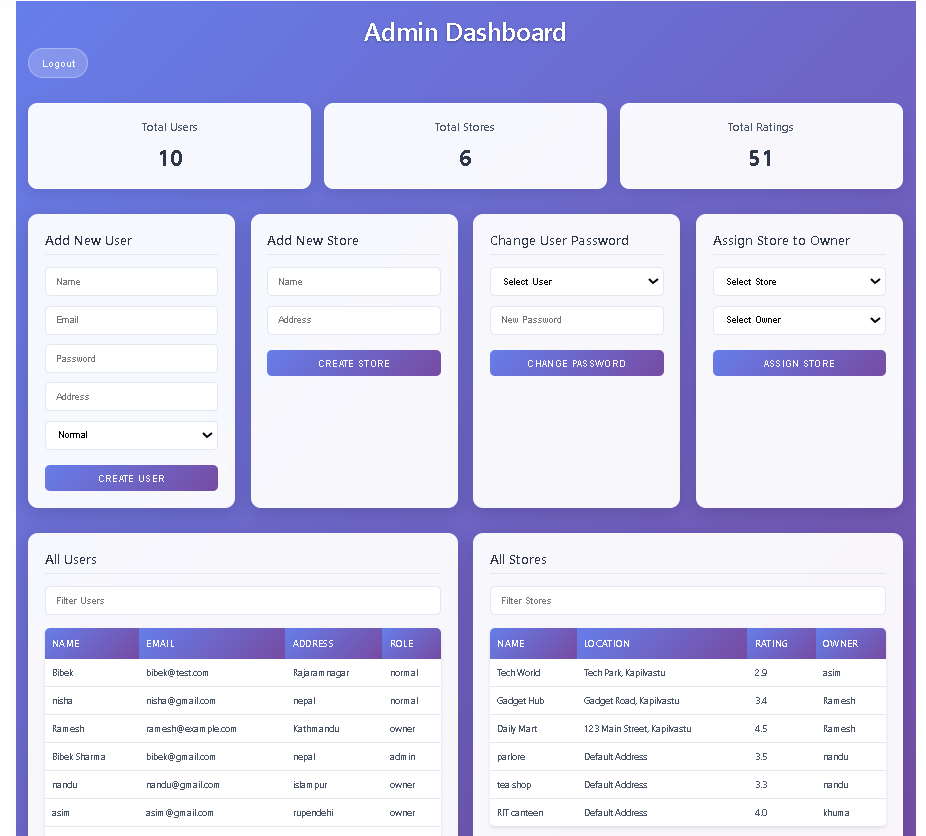 Admin Dashboard
Logout
Total Users
10
Total Stores
6
Total Ratings
51
Add New User
Name
Email
Password
Address
Normal
CREATE USER
Add New Store
Name
Address
CREATE STORE
Change User Password
Select User
New Password
CHANGE PASSWORD
Assign Store to Owner
Select Store
Select Owner
ASSIGN STORE
All Users
Filter Users
NAME EMAIL ADDRESS ROLE
Bibek bibek@test.com Rajaram nagar normal
nisha nisha@gmail.com nepal normal
Ramesh ramesh@example.com Kathmandu owner
Bibek Sharma bibek@gmail.com nepal admin
nandu nandu@gmail.com islampur owner
asim asim@gmail.com rupendehi owner
All Stores
Filter Stores
NAME LOCATION RATING OWNER
Tech World Tech Park, Kapilvastu 2.9 asim
Gadget Hub Gadget Road, Kapilvastu 3.4 Ramesh
Daily Mart 123 Main Street, Kapilvastu 4.5 Ramesh
parlore Default Address 3.5 nandu
tea shop Default Address 3.3 nandu
RIT canteen Default Address 4.0 khuma